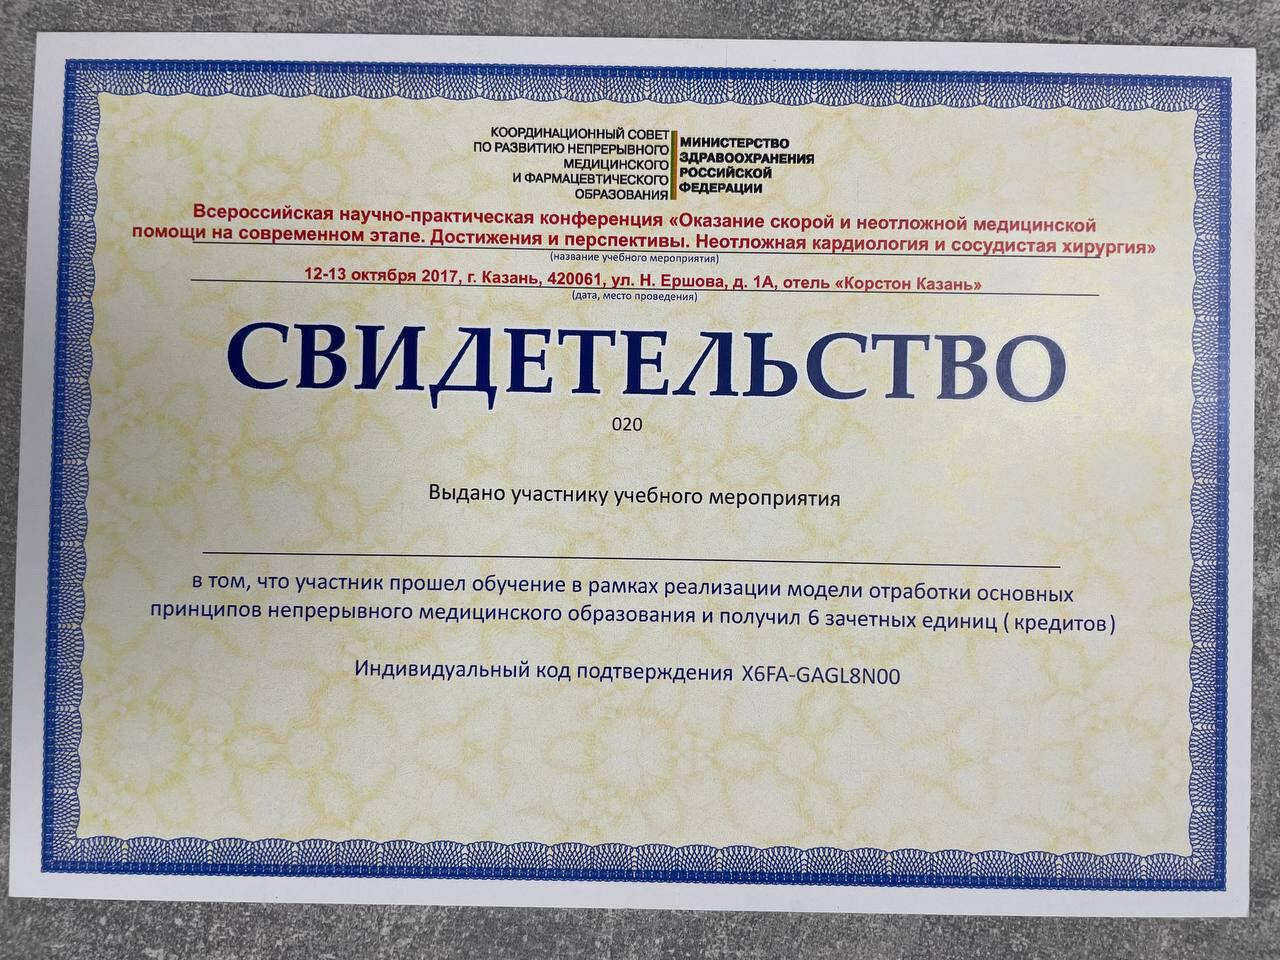 КООРДИНАЦИОННЫЙ СОВЕТ
ПО РАЗВИТИЮ НЕПРЕРЫВНОГО
МЕДИЦИНСКОГО
И ФАРМАЦЕВТИЧЕСКОГО
ОБРАЗОВАНИЯ
МИНИСТЕРСТВО
ЗДРАВООХРАНЕНИЯ
РОССИЙСКОЙ
ФЕДЕРАЦИИ
Всероссийская научно-практическая конференция «Оказание скорой и неотложной медицинской
помощи на современном этапе. Достижения и перспективы. Неотложная кардиология и сосудистая хирургия»
(название учебного мероприятия)
12-13 октября 2017, г. Казань, 420061, ул. Н. Ершова, д. 1А, отель «Корстон Казань»
(дата, место проведения)
СВИДЕТЕЛЬСТВО
020
Выдано участнику учебного мероприятия
в том, что участник прошел обучение в рамках реализации модели отработки основных
принципов непрерывного медицинского образования и получил 6 зачетных единиц ( кредитов)
Индивидуальный код подтверждения X6FA-GAGL8N00